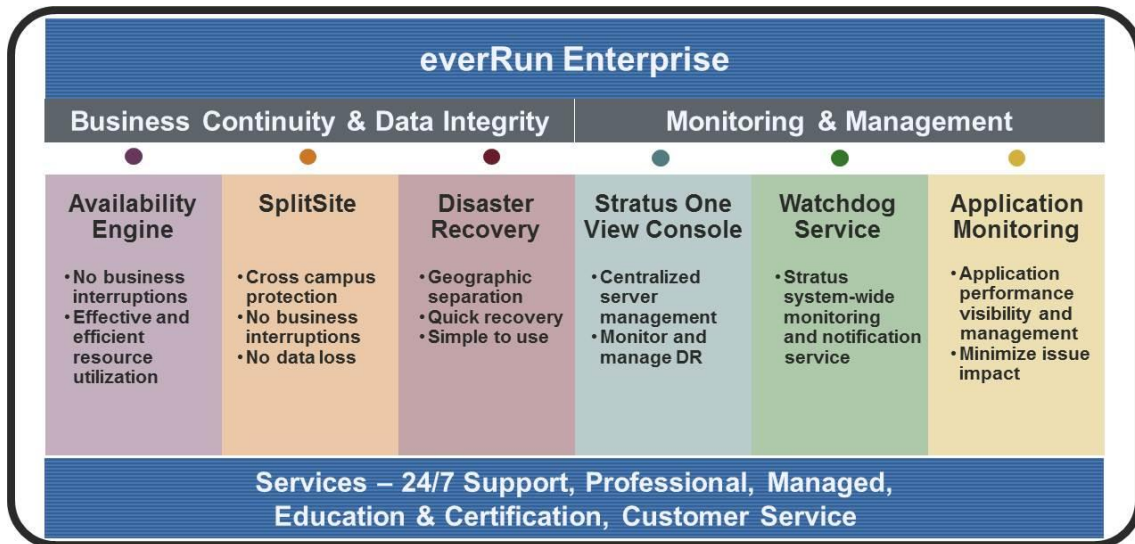 everRun Enterprise
Business Continuity & Data Integrity
Monitoring & Management
Availability
Engine
• No business
interruptions
• Effective and
efficient
resource
utilization
SplitSite
• Cross campus
protection
• No business
interruptions
• No data loss
Disaster
Recovery
• Geographic
separation
• Quick recovery
• Simple to use
Stratus One
View Console
• Centralized
server
management
• Monitor and
manage DR
Watchdog
Service
• Stratus
system-wide
monitoring
and notification
service
Application
Monitoring
• Application
performance
visibility and
management
• Minimize issue
impact
Services – 24/7 Support, Professional, Managed,
Education & Certification, Customer Service